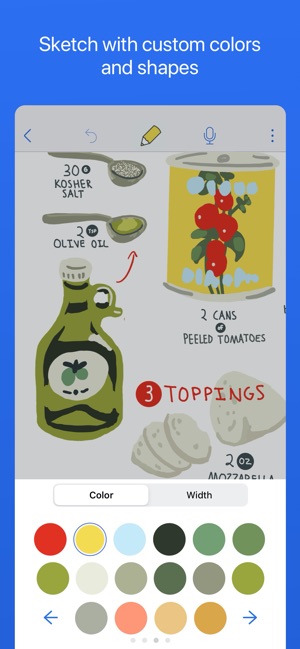 Sketch with custom colors
and shapes
30 G
KOSHER
SALT
2 TSP
OLIVE OIL
2 CANS
of
PEELED TOMATOES
3 TOPPINGS
2 OZ
MOZZARELLA
Color
Width